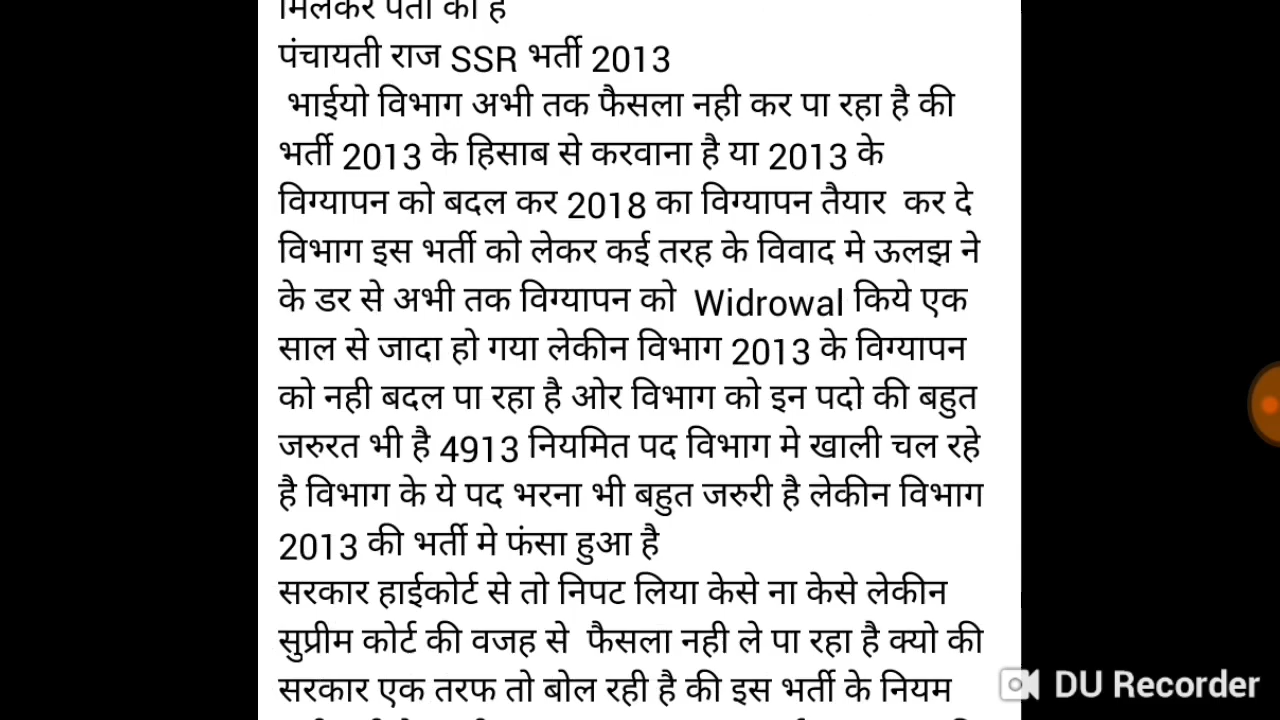 मिलकर पता की है
पंचायती राज SSR भर्ती 2013
भाईयो विभाग अभी तक फैसला नही कर पा रहा है की
भर्ती 2013 के हिसाब से करवाना है या 2013 के
विग्यापन को बदल कर 2018 का विग्यापन तैयार कर दे
विभाग इस भर्ती को लेकर कई तरह के विवाद मे ऊलझ ने
के डर से अभी तक विग्यापन को Widrowal किये एक
साल से जादा हो गया लेकीन विभाग 2013 के विग्यापन
को नही बदल पा रहा है ओर विभाग को इन पदो की बहुत
जरुरत भी है 4913 नियमित पद विभाग मे खाली चल रहे
है विभाग के ये पद भरना भी बहुत जरुरी है लेकीन विभाग
2013 की भर्ती मे फंसा हुआ है
सरकार हाईकोर्ट से तो निपट लिया केसे ना केसे लेकीन
सुप्रीम कोर्ट की वजह से फैसला नही ले पा रहा है क्यो की
सरकार एक तरफ तो बोल रही है की इस भर्ती के नियम
DU Recorder